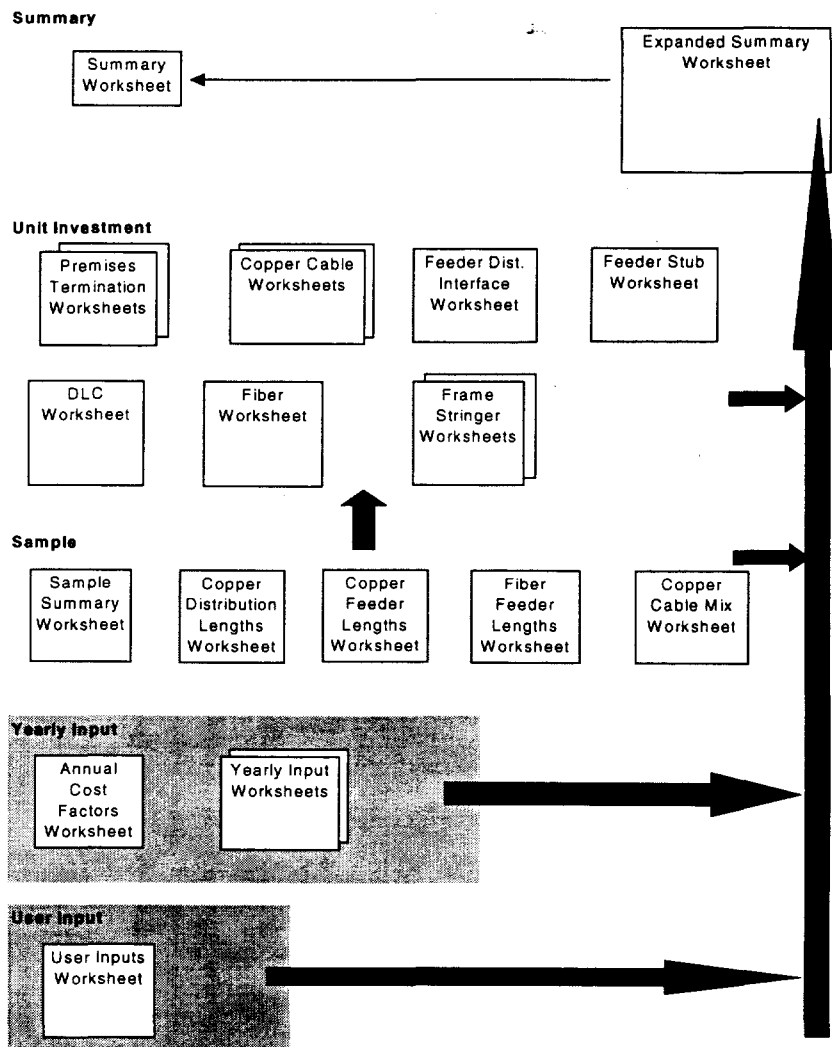 Summary
Summary
Worksheet
Expanded Summary
Worksheet
Unit Investment
Premises
Termination
Worksheets
Copper Cable
Worksheets
Feeder Dist.
Interface
Worksheet
Feeder Stub
Worksheet
DLC
Worksheet
Fiber
Worksheet
Frame
Stringer
Worksheets
Sample
Sample
Summary
Worksheet
Copper
Distribution
Lengths
Worksheet
Copper
Feeder
Lengths
Worksheet
Fiber
Feeder
Lengths
Worksheet
Copper
Cable Mix
Worksheet
Yearly Input
Annual
Cost
Factors
Worksheet
Yearly Input
Worksheets
User Input
User Inputs
Worksheet